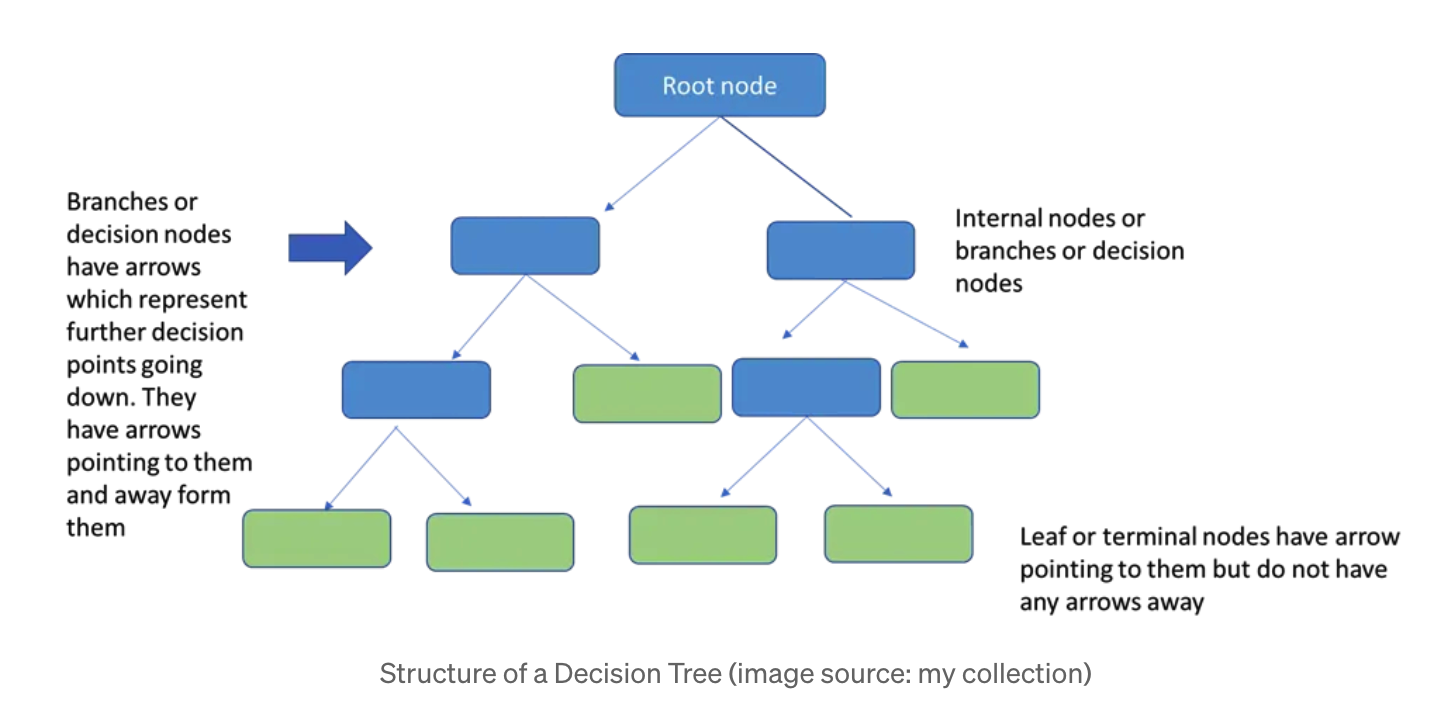 Root node
Branches or
decision nodes
have arrows
which represent
further decision
points going
down. They
have arrows
pointing to them
and away form
them
Internal nodes or
branches or decision
nodes
Leaf or terminal nodes have arrow
pointing to them but do not have
any arrows away
Structure of a Decision Tree (image source: my collection)